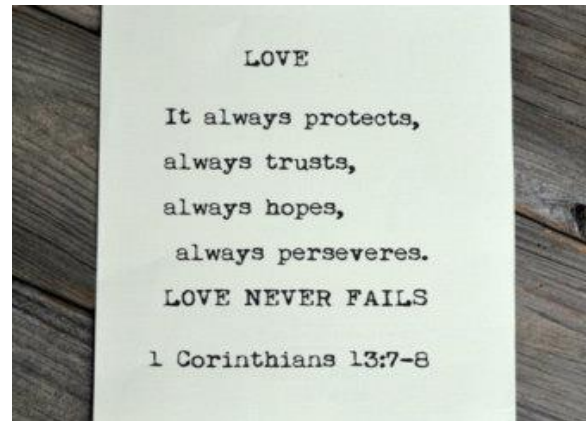 LOVE
It always protects,
always trusts,
always hopes,
always perseveres.
LOVE NEVER FAILS
1 Corinthians 13:7-8